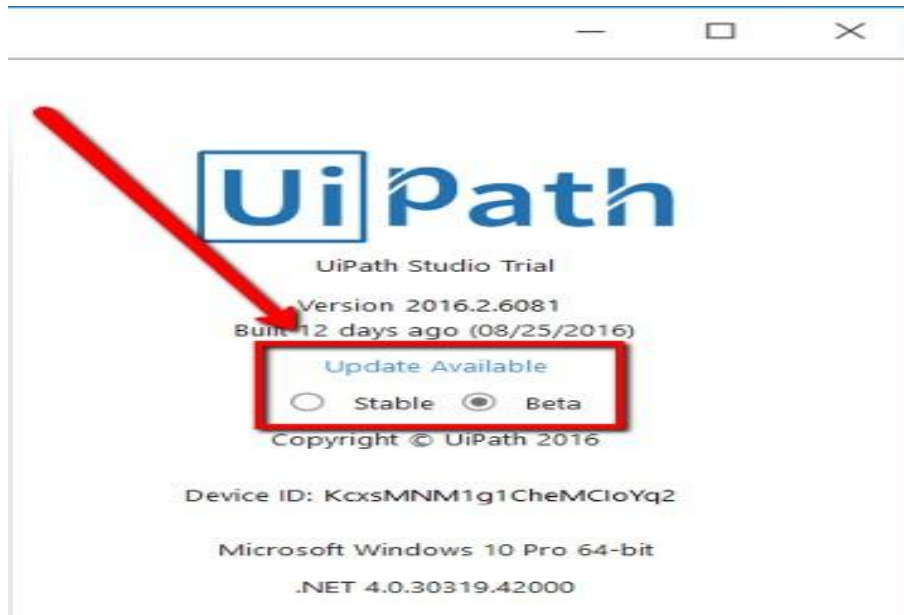 UiPath
UiPath Studio Trial
Version 2016.2.6081
Built 12 days ago (08/25/2016)
Update Available
Stable Beta
Copyright © UiPath 2016
Device ID: KcxsMNM1g1CheMCIoYq2
Microsoft Windows 10 Pro 64-bit
.NET 4.0.30319.42000